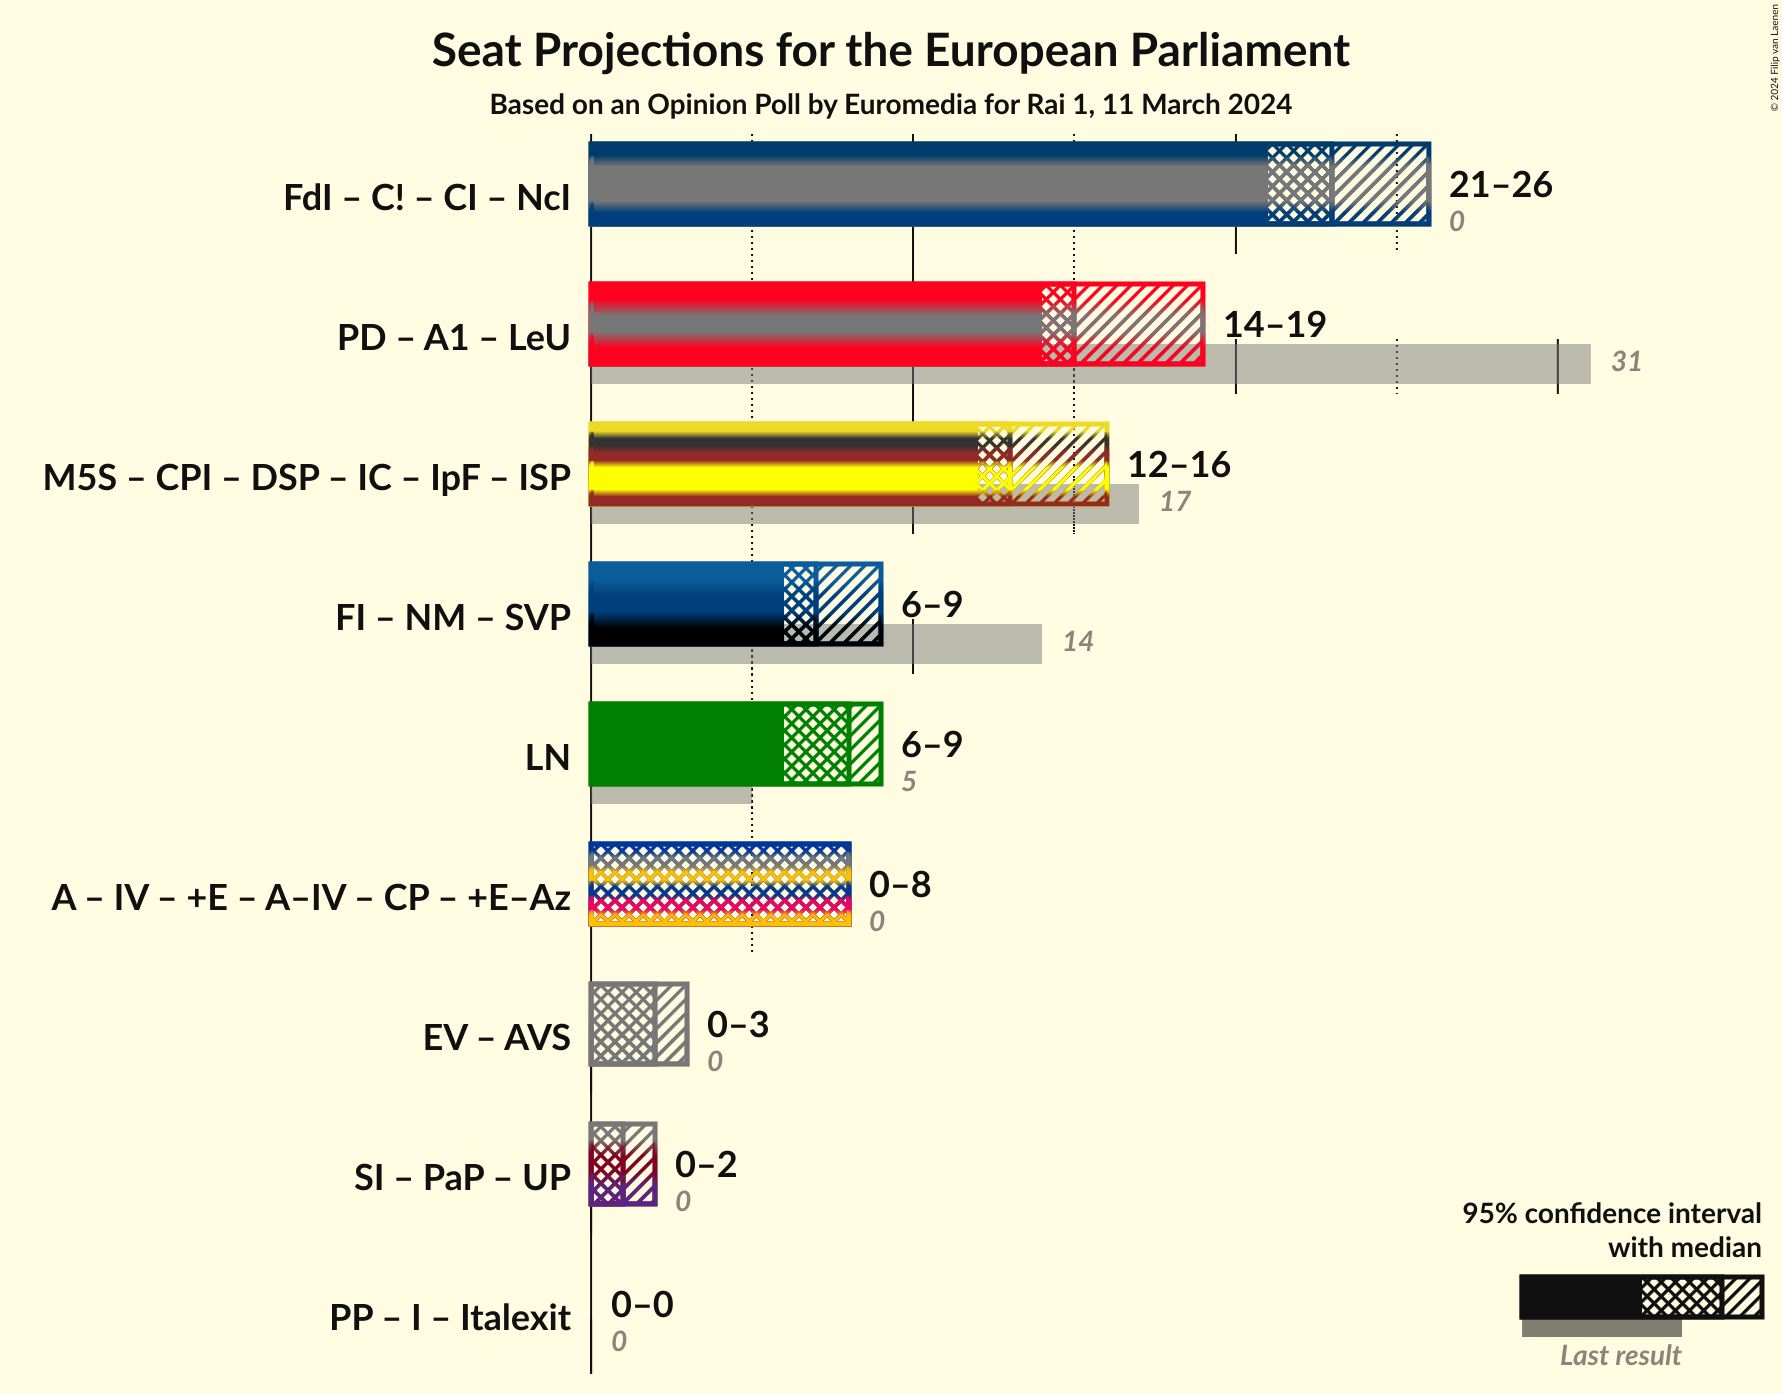 Seat Projections for the European Parliament
Based on an Opinion Poll by Euromedia for Rai 1, 11 March 2024
© 2024 Filip van Laenen
FdI – C! – CI – NcI
21–26
0
PD – A1 – LeU
14–19
31
M5S – CPI – DSP – IC – IpF – ISP
12–16
17
FI – NM – SVP
6–9
14
LN
6–9
5
A – IV – +E – A–IV – CP – +E–Az
0–8
0
EV – AVS
0–3
0
SI – PaP – UP
0–2
0
PP – I – Italexit
0–0
0
95% confidence interval
with median
Last result